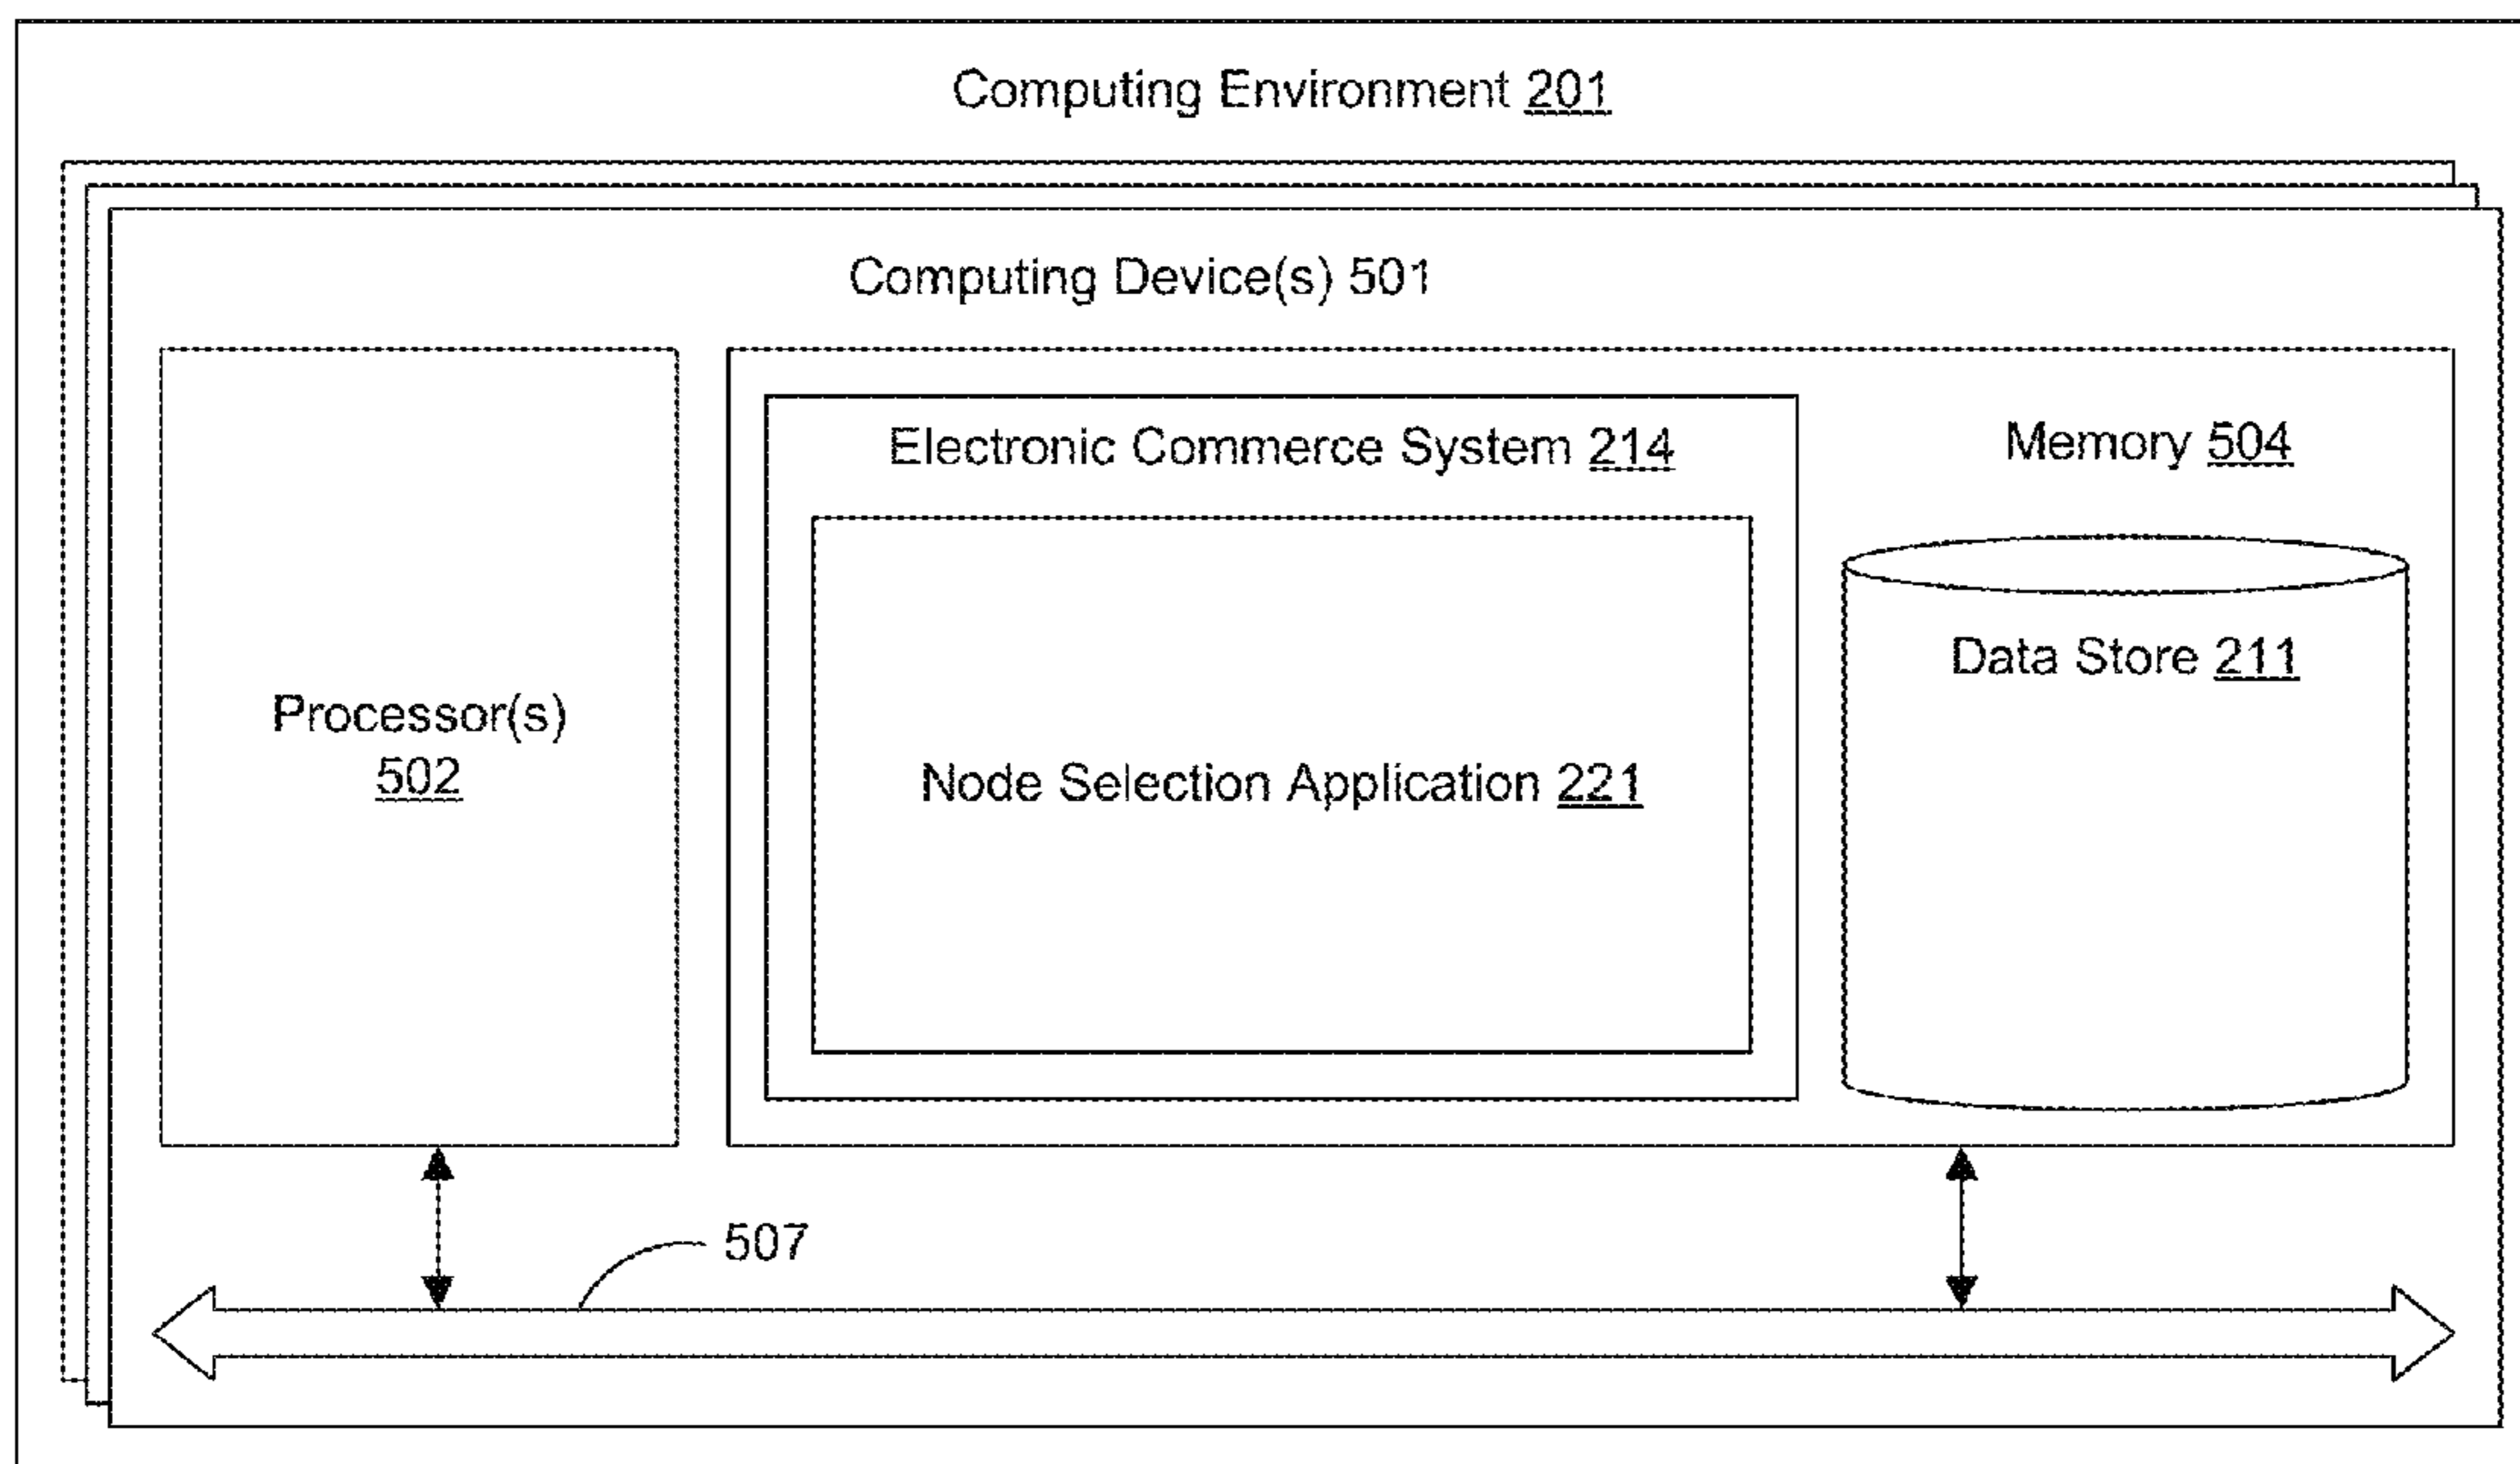 Computing Environment 201
Computing Device(s) 501
Electronic Commerce System 214
Memory 504
Data Store 211
Processor(s)
502
Node Selection Application 221
507